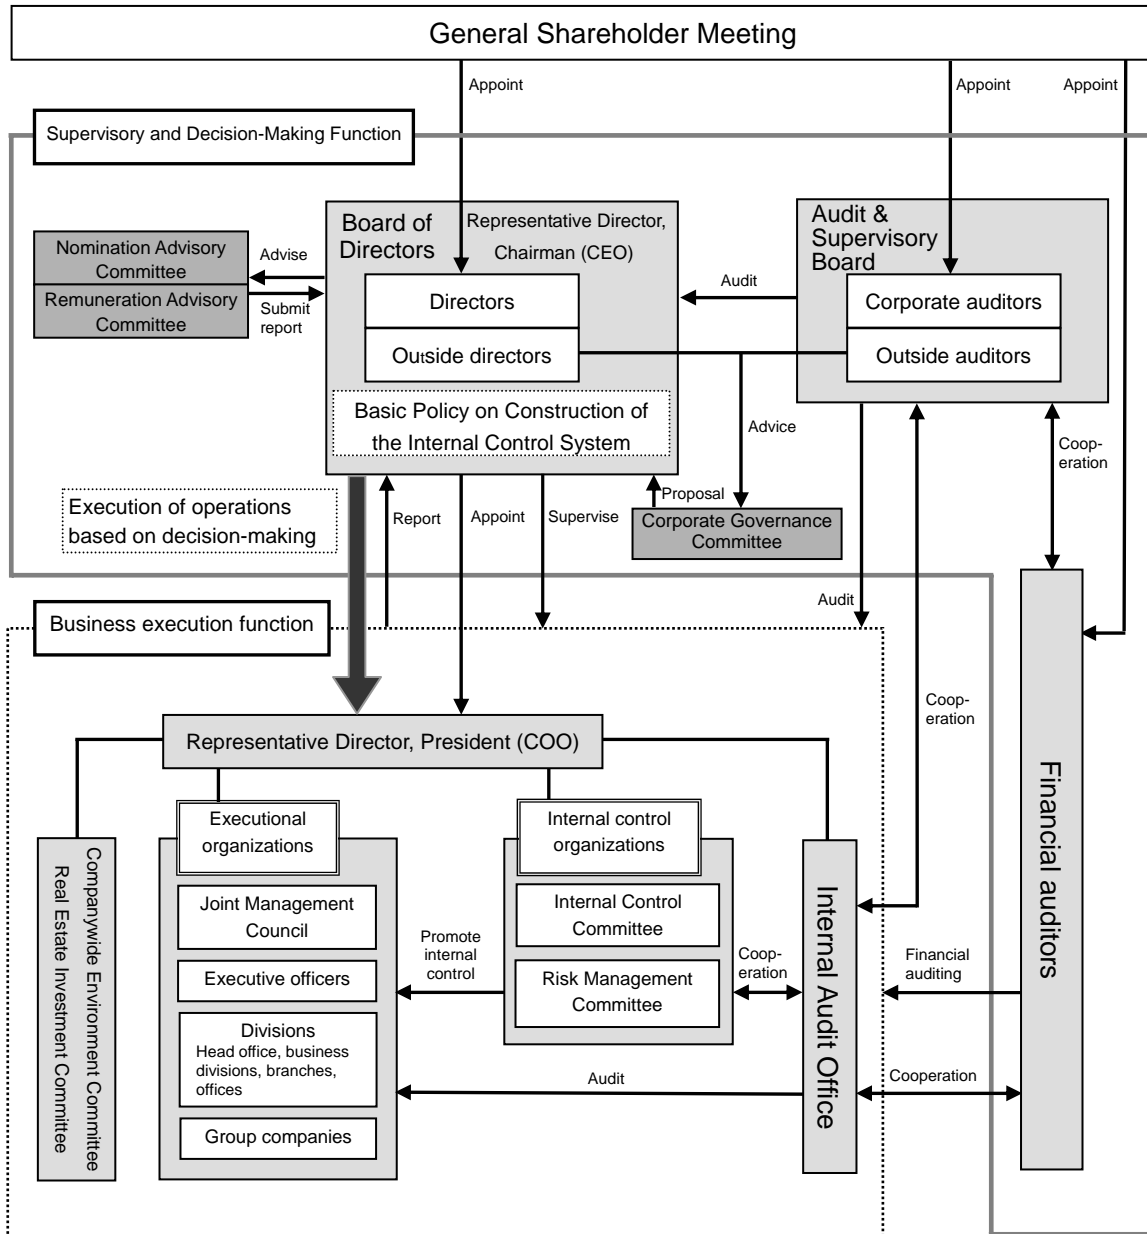 General Shareholder Meeting
Appoint
Appoint
Appoint
Supervisory and Decision-Making Function
Board of
Directors
Representative Director,
Chairman (CEO)
Audit &
Supervisory
Board
Nomination Advisory
Committee
Remuneration Advisory
Committee
Advise
Submit
report
Directors
Outside directors
Audit
Corporate auditors
Outside auditors
Basic Policy on Construction of
the Internal Control System
Advice
Coop-
eration
Execution of operations
based on decision-making
Report
Appoint
Supervise
Proposal
Corporate Governance
Committee
Audit
Business execution function
Coop-
eration
Representative Director, President (COO)
Executional
organizations
Internal control
organizations
Companywide Environment Committee
Real Estate Investment Committee
Joint Management
Council
Executive officers
Divisions
Head office, business
divisions, branches,
offices
Group companies
Promote
internal
control
Internal Control
Committee
Risk Management
Committee
Coop-
eration
Internal Audit Office
Financial
auditing
Audit
Cooperation
Financial auditors